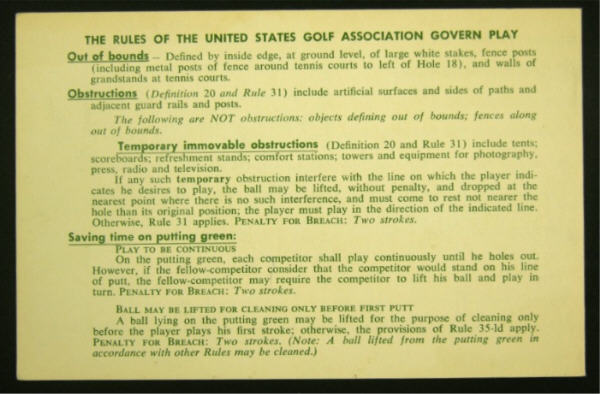 THE RULES OF THE UNITED STATES GOLF ASSOCIATION GOVERN PLAY
Out of bounds — Defined by inside edge, at ground level, of large white stakes, fence posts
(including metal posts of fence around tennis courts to left of Hole 18), and walls of
grandstands at tennis courts.
Obstructions (Definition 20 and Rule 31) include artificial surfaces and sides of paths and
adjacent guard rails and posts.
The following are NOT obstructions: objects defining out of bounds; fences along
out of bounds.
Temporary immovable obstructions (Definition 20 and Rule 31) include tents;
scoreboards; refreshment stands; comfort stations; towers and equipment for photography,
press, radio and television.
If any such temporary obstruction interfere with the line on which the player indi-
cates he desires to play, the ball may be lifted, without penalty, and dropped at the
nearest point where there is no such interference, and must come to rest not nearer the
hole than its original position; the player must play in the direction of the indicated line.
Otherwise, Rule 31 applies. PENALTY FOR BREACH: Two strokes.
Saving time on putting green:
PLAY TO BE CONTINUOUS
On the putting green, each competitor shall play continuously until he holes out.
However, if the fellow-competitor consider that the competitor would stand on his line
of putt, the fellow-competitor may require the competitor to lift his ball and play in
turn. PENALTY FOR BREACH: Two strokes.
BALL MAY BE LIFTED FOR CLEANING ONLY BEFORE FIRST PUTT
A ball lying on the putting green may be lifted for the purpose of cleaning only
before the player plays his first stroke; otherwise, the provisions of Rule 35-1d apply.
PENALTY FOR BREACH: Two strokes. (Note: A ball lifted from the putting green in
accordance with other Rules may be cleaned.)